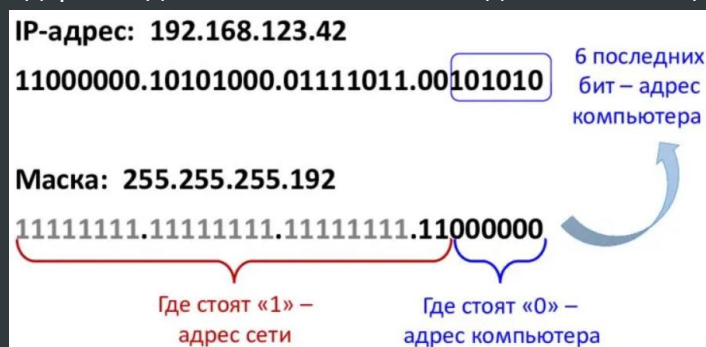 IP-адрес: 192.168.123.42
11000000.10101000.01111011.00101010
6 последних
бит – адрес
компьютера
Маска: 255.255.255.192
11111111.11111111.11111111.11000000
Где стоят «1» –
адрес сети
Где стоят «0» –
адрес компьютера